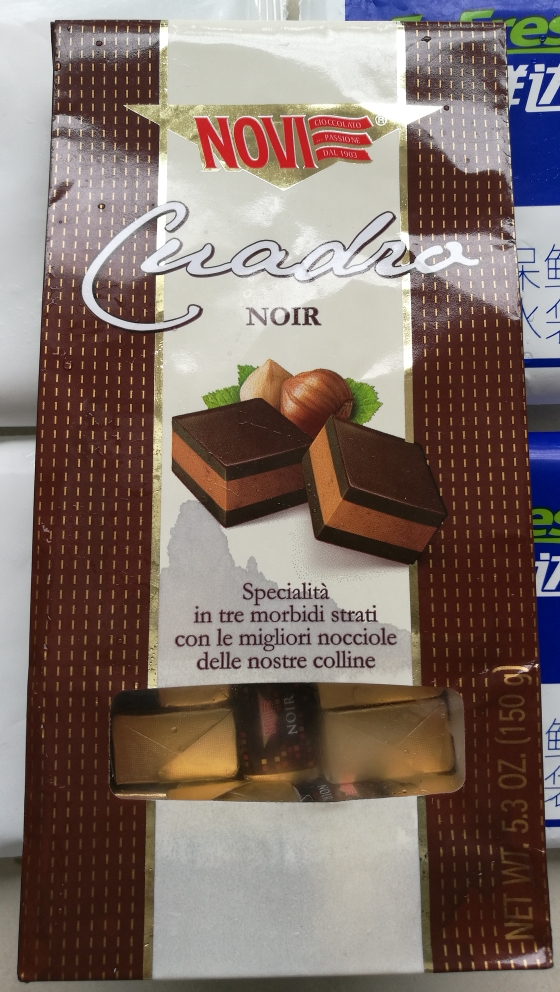 NOVI
CIOCCOLATO
PASSIONE
DAL 1903
Cuadro
NOIR
Specialità
in tre morbidi strati
con le migliori nocciole
delle nostre colline
NOIR
NET WT. 5.3 OZ. (150 g)
鲜